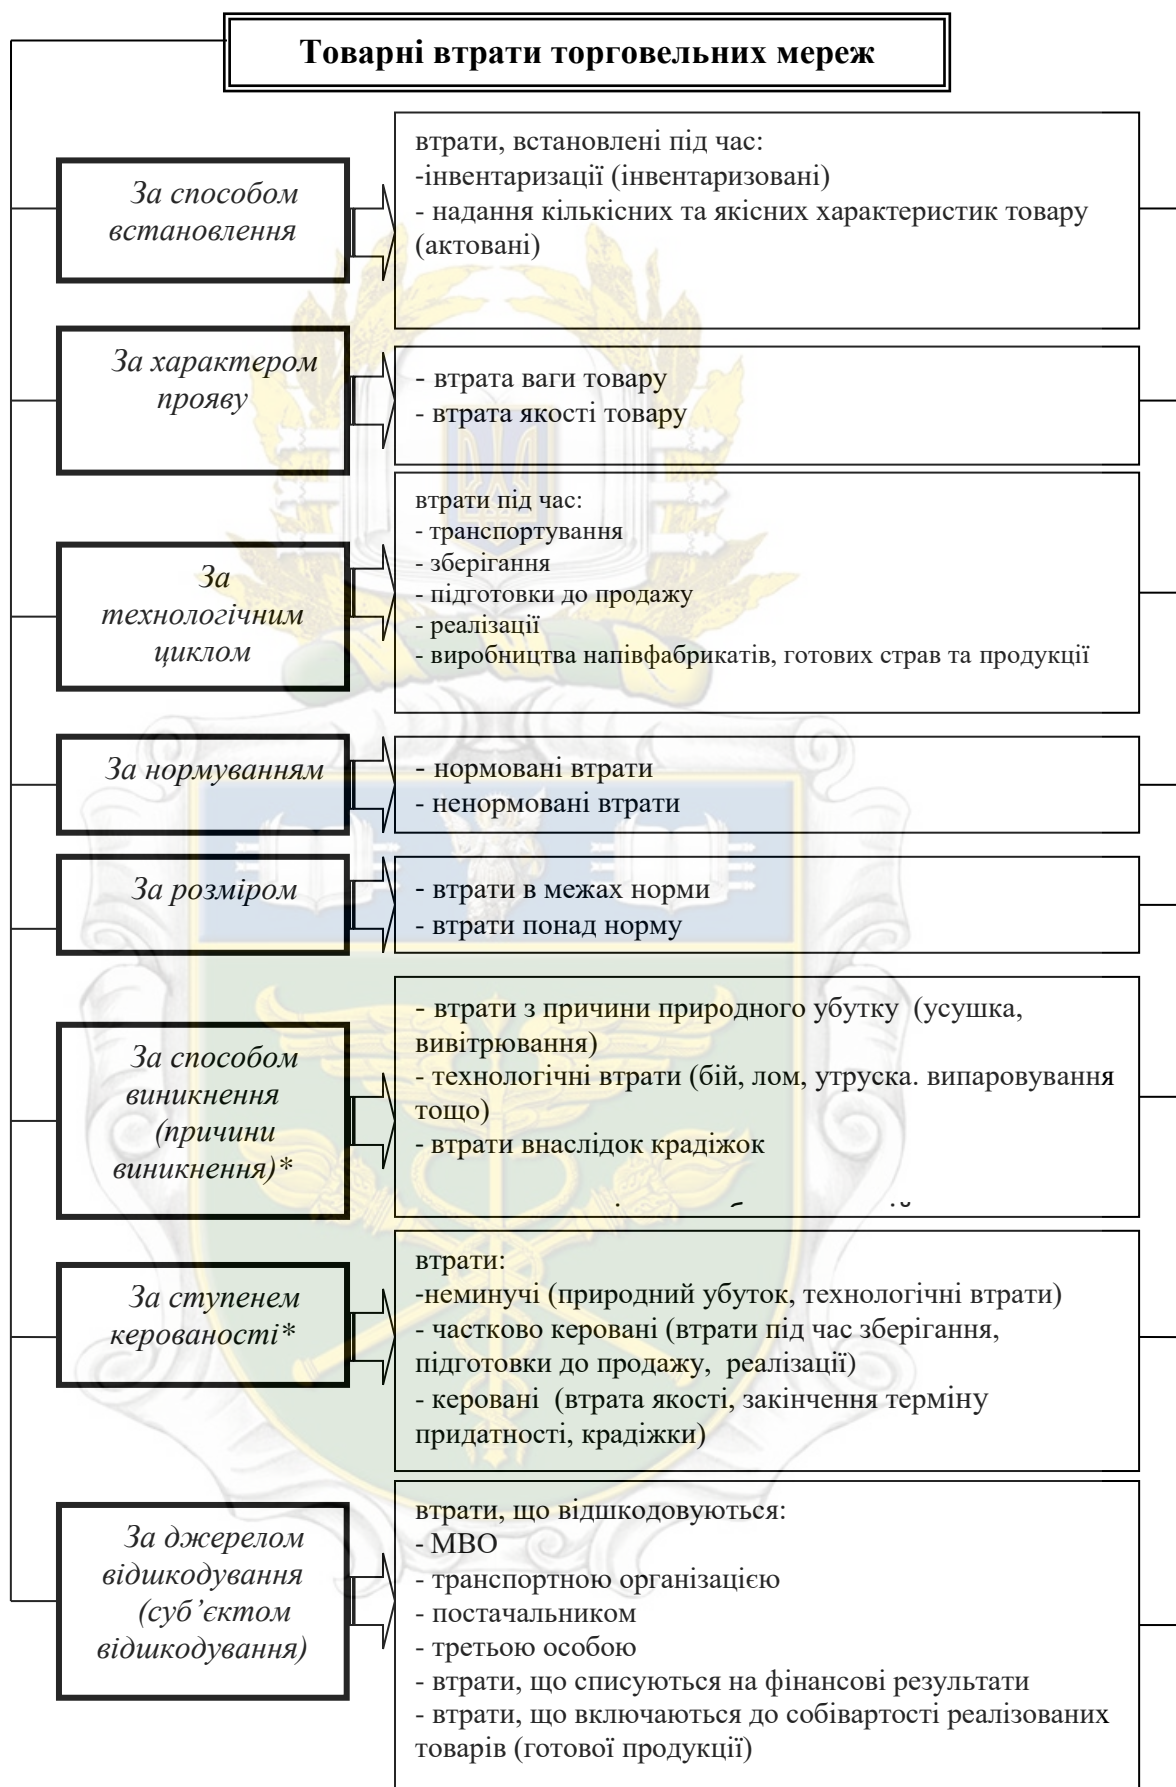 Товарні втрати торговельних мереж
За способом
встановлення
втрати, встановлені під час:
-інвентаризації (інвентаризовані)
- надання кількісних та якісних характеристик товару
(актовані)
За характером
прояву
- втрата ваги товару
- втрата якості товару
За
технологічним
циклом
втрати під час:
- транспортування
- зберігання
- підготовки до продажу
- реалізації
- виробництва напівфабрикатів, готових страв та продукції
За нормуванням
- нормовані втрати
- ненормовані втрати
За розміром
- втрати в межах норми
- втрати понад норму
За способом
виникнення
(причини
виникнення)*
- втрати з причини природного убутку (усушка,
вивітрювання)
- технологічні втрати (бій, лом, утруска. випаровування
тощо)
- втрати внаслідок крадіжок
За ступенем
керованості*
втрати:
-неминучі (природний убуток, технологічні втрати)
- частково керовані (втрати під час зберігання,
підготовки до продажу, реалізації)
- керовані (втрата якості, закінчення терміну
придатності, крадіжки)
За джерелом
відшкодування
(суб’єктом
відшкодування)
втрати, що відшкодовуються:
- МВО
- транспортною організацією
- постачальником
- третьою особою
- втрати, що списуються на фінансові результати
- втрати, що включаються до собівартості реалізованих
товарів (готової продукції)